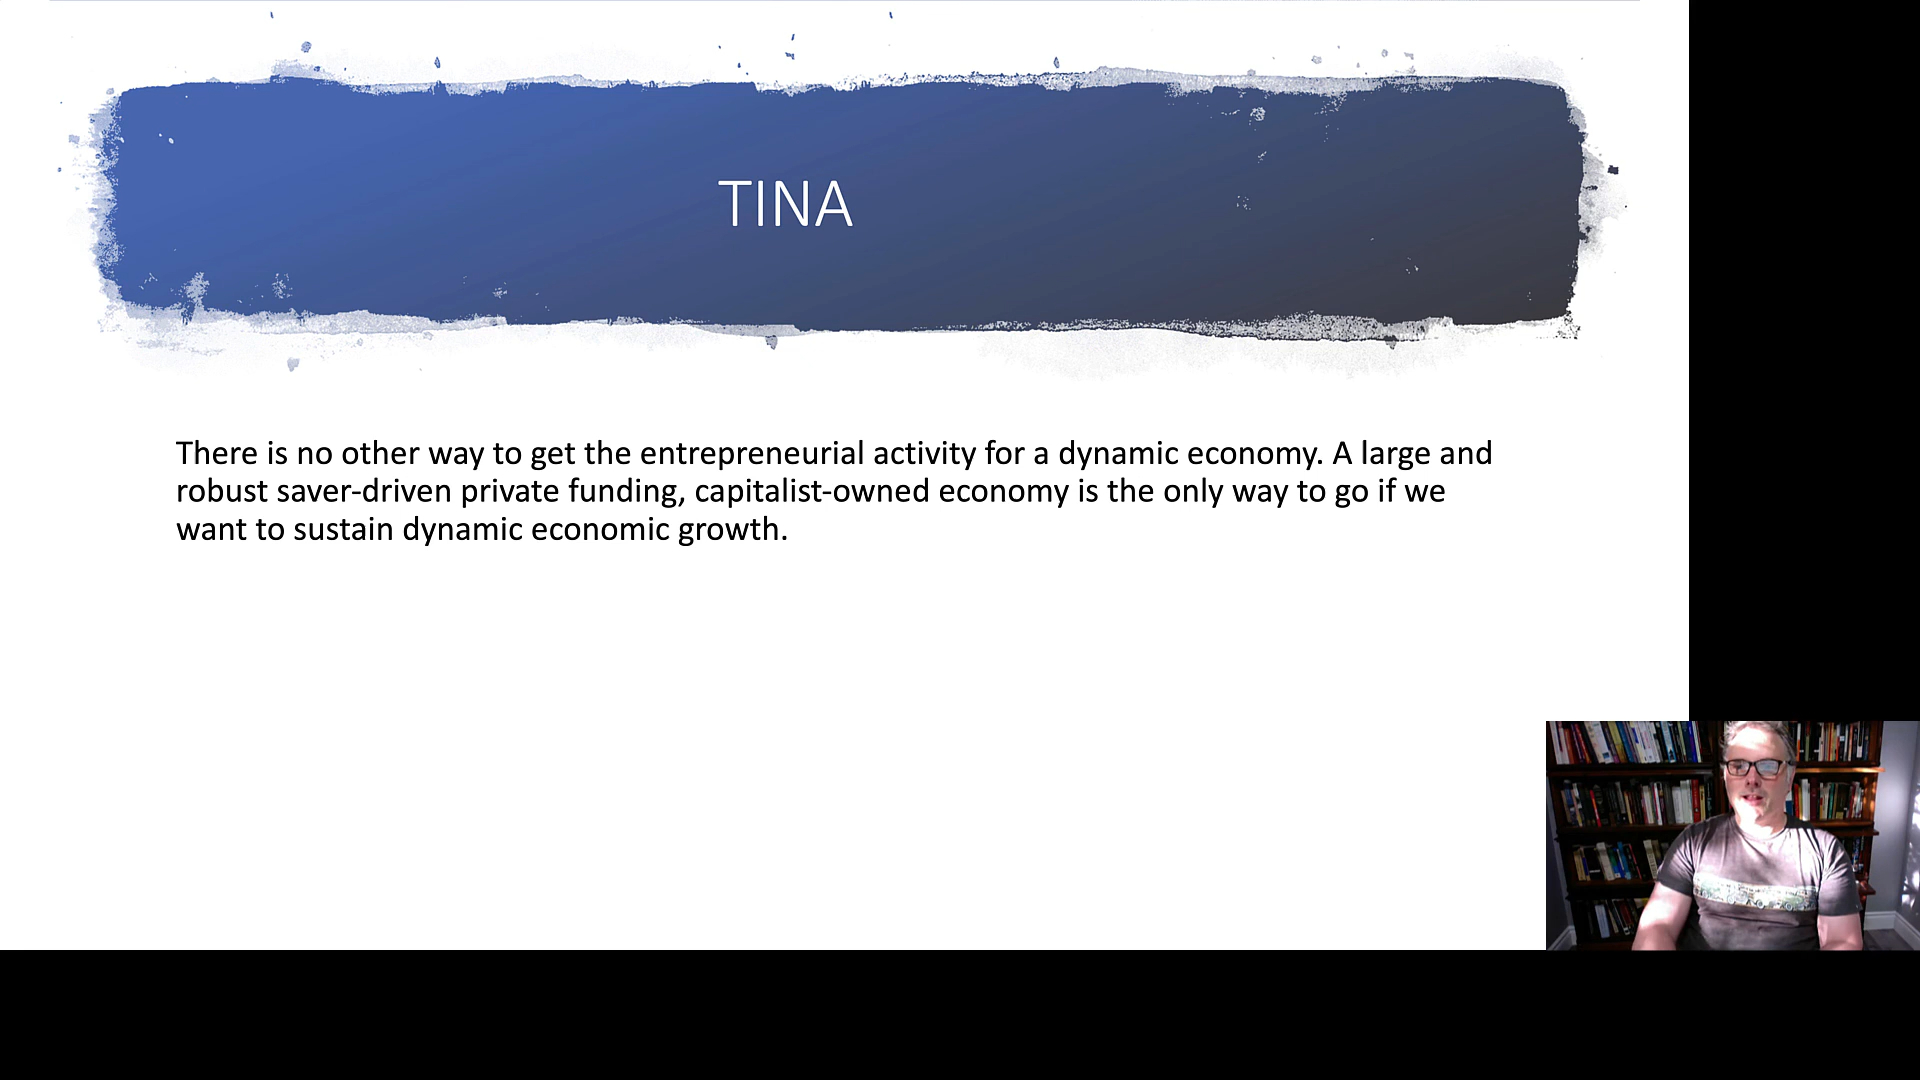 TINA
There is no other way to get the entrepreneurial activity for a dynamic economy. A large and
robust saver-driven private funding, capitalist-owned economy is the only way to go if we
want to sustain dynamic economic growth.